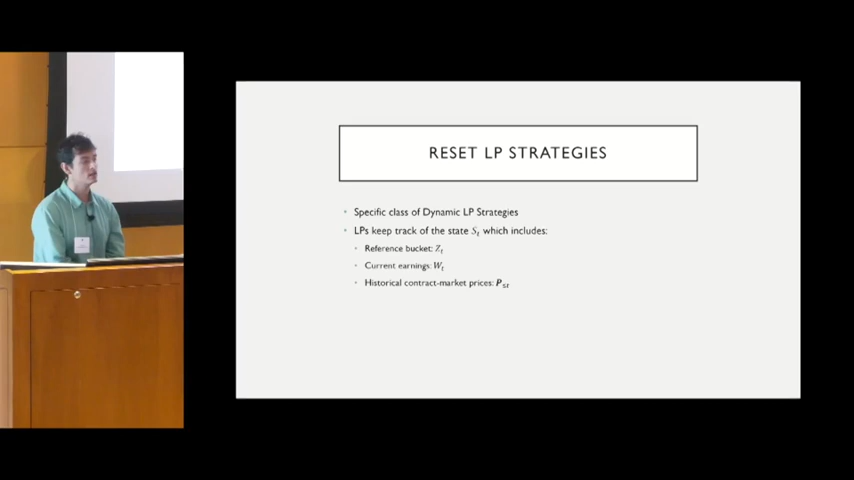 RESET LP STRATEGIES
• Specific class of Dynamic LP Strategies
• LPs keep track of the state Sₜ which includes:
• Reference bucket: Zₜ
• Current earnings: Wₜ
• Historical contract-market prices: P≤t